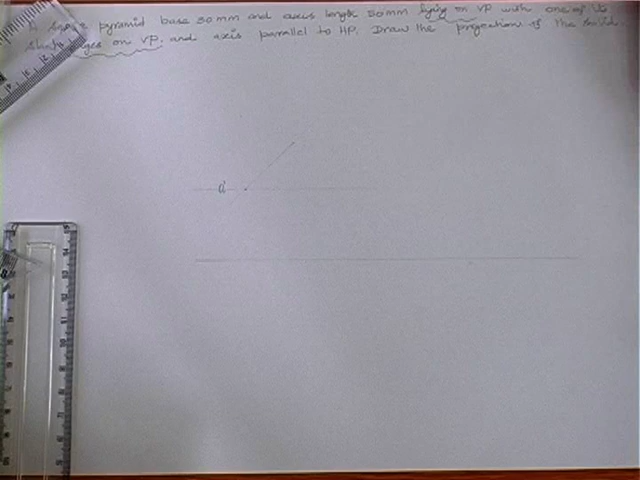 pyramid base 30mm and axis length 50mm lying on VP with one of its
edges on VP. and axis parallel to HP. Draw the projection of the solid.
a'